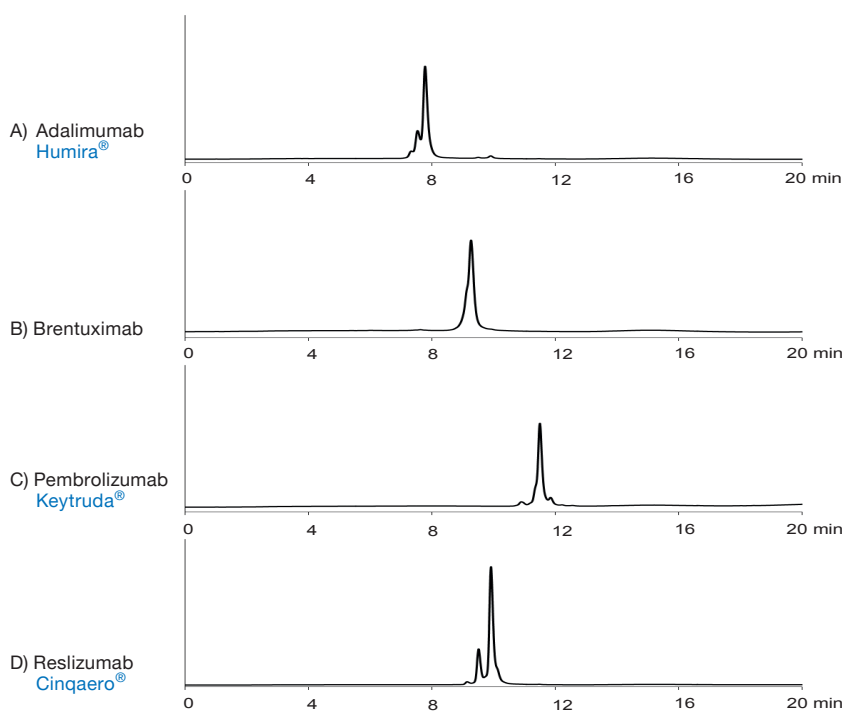 A) Adalimumab
Humira®
0 4 8 12 16 20 min
B) Brentuximab
0 4 8 12 16 20 min
C) Pembrolizumab
Keytruda®
0 4 8 12 16 20 min
D) Reslizumab
Cinqaero®
0 4 8 12 16 20 min